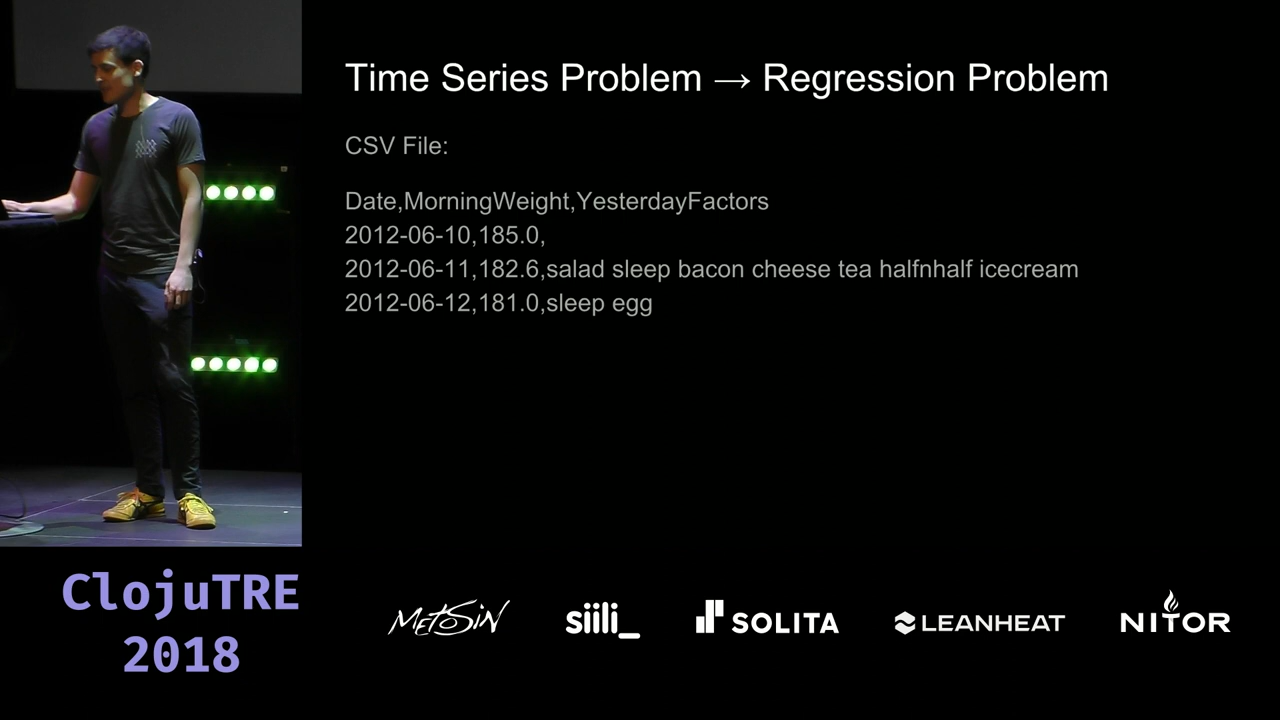 Time Series Problem → Regression Problem
CSV File:
Date,MorningWeight,YesterdayFactors
2012-06-10,185.0,
2012-06-11,182.6,salad sleep bacon cheese tea halfnhalf icecream
2012-06-12,181.0,sleep egg
ClojuTRE
2018
METOSIN
siili_
SOLITA
LEANHEAT
NITOR